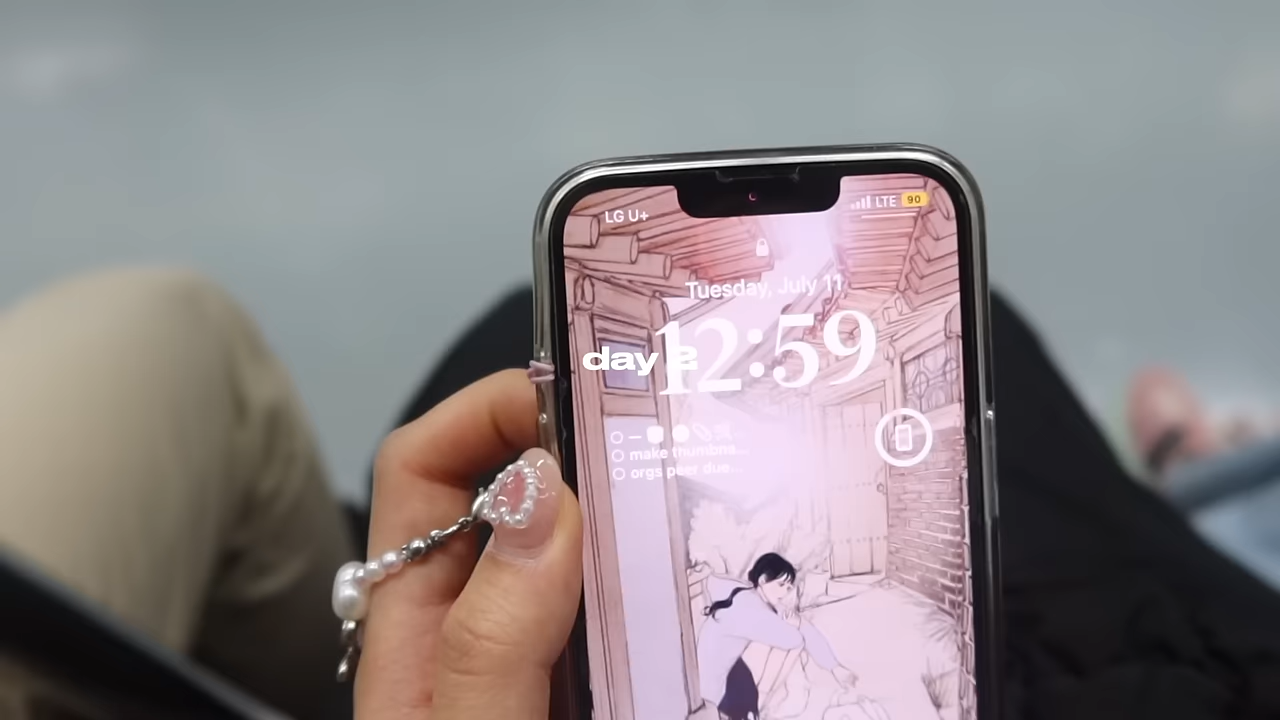 LG U+
LTE 90
Tuesday, July 11
12:59
day 2
make thumbna...
orgs peer due...